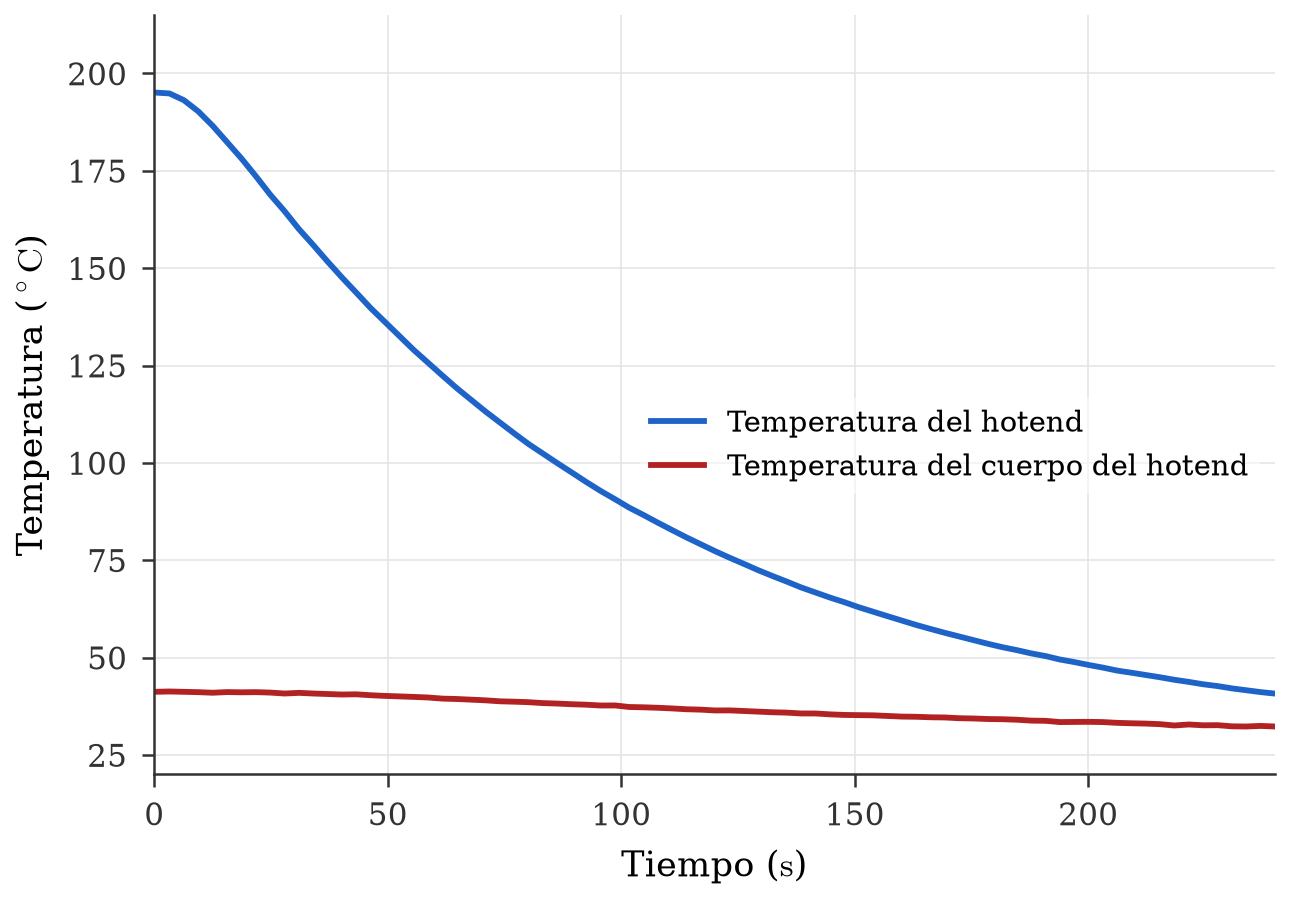 200
175
150
125
100
75
50
25
0 50 100 150 200
Temperatura (°C)
Tiempo (s)
Temperatura del hotend
Temperatura del cuerpo del hotend